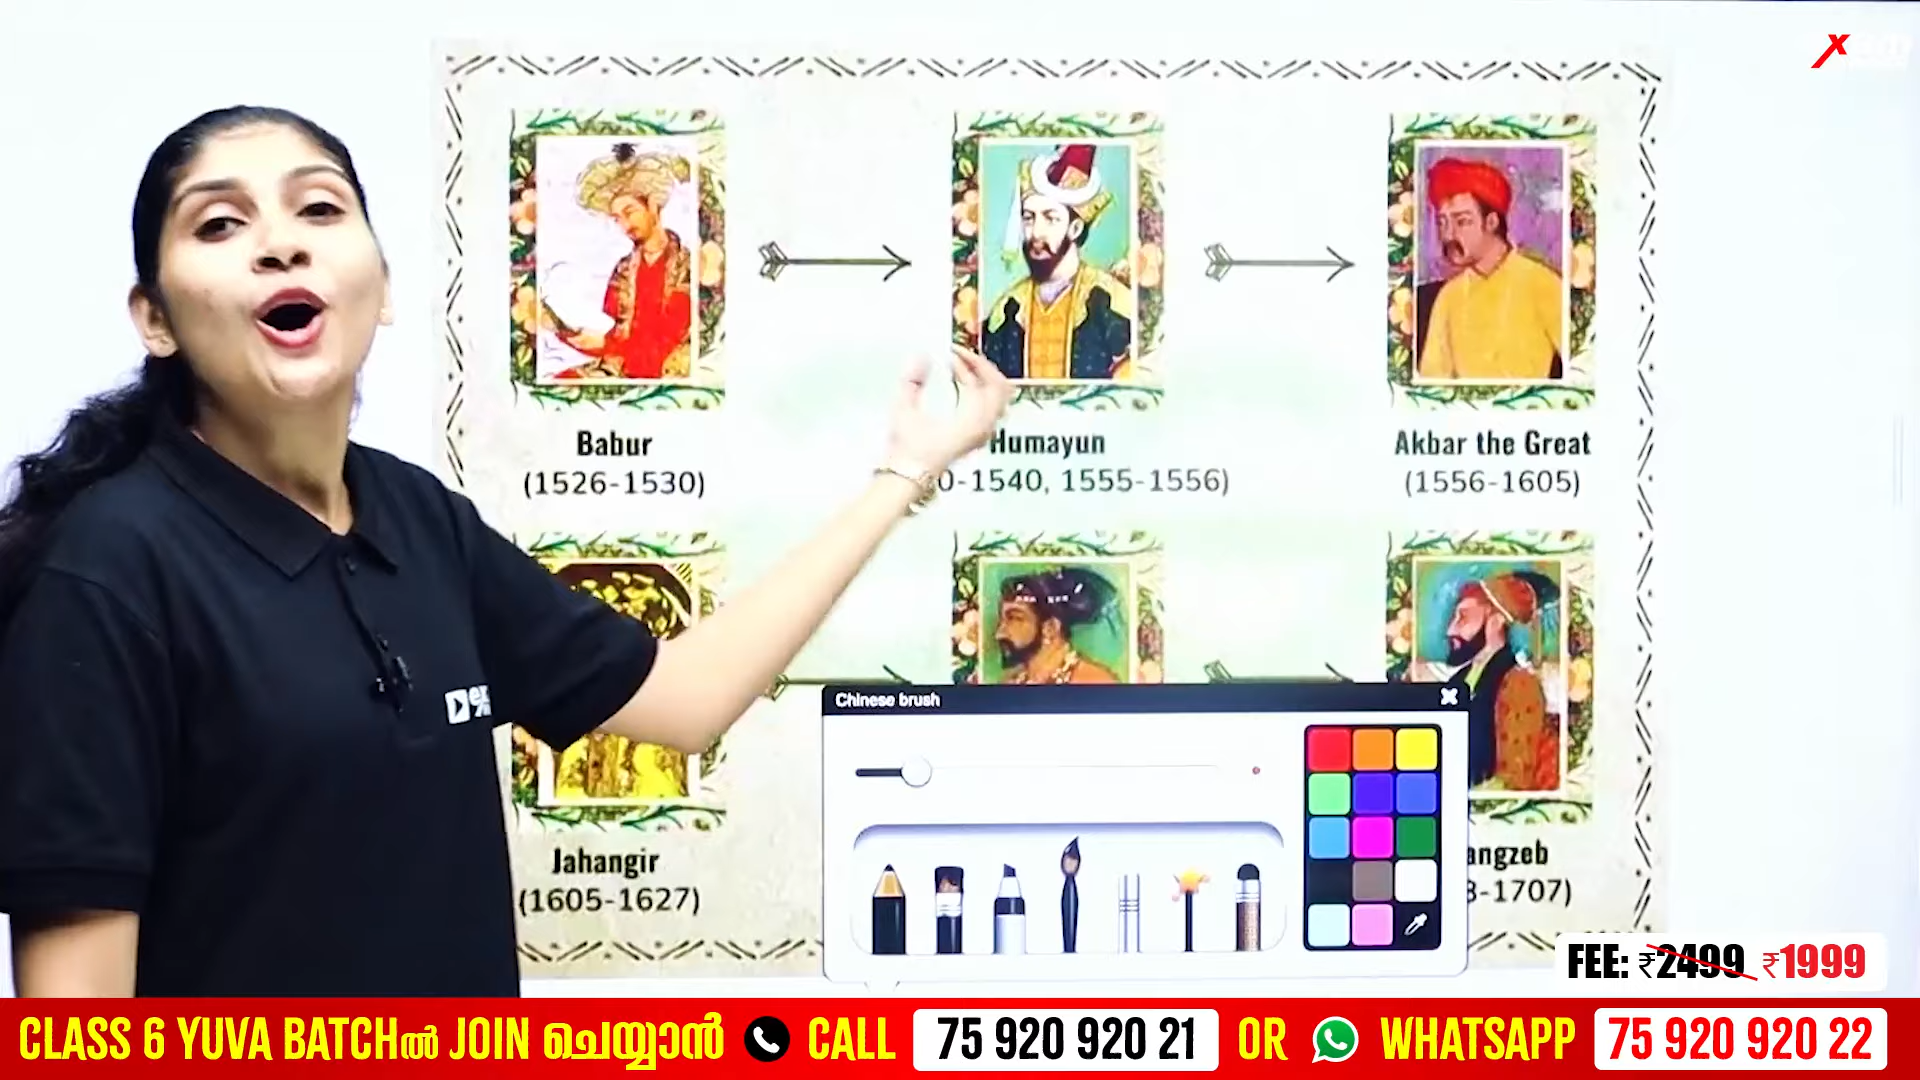 Babur
(1526-1530)
Humayun
0-1540, 1555-1556)
Akbar the Great
(1556-1605)
Chinese brush
Jahangir
(1605-1627)
angzeb
8-1707)
FEE: ₹2499 ₹1999
CLASS 6 YUVA BATCHൽ JOIN ചെയ്യാൻ CALL 75 920 920 21 OR WHATSAPP 75 920 920 22